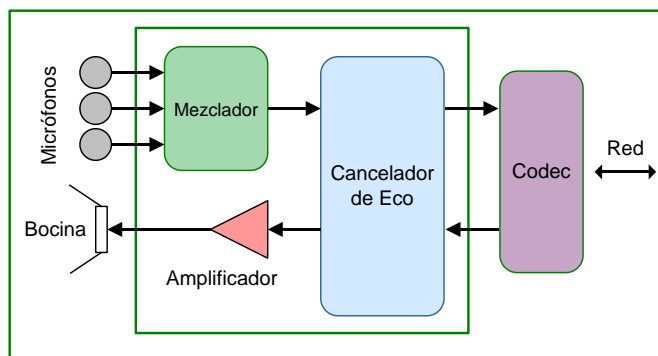 Micrófonos
Mezclador
Cancelador
de Eco
Codec
Red
Bocina
Amplificador